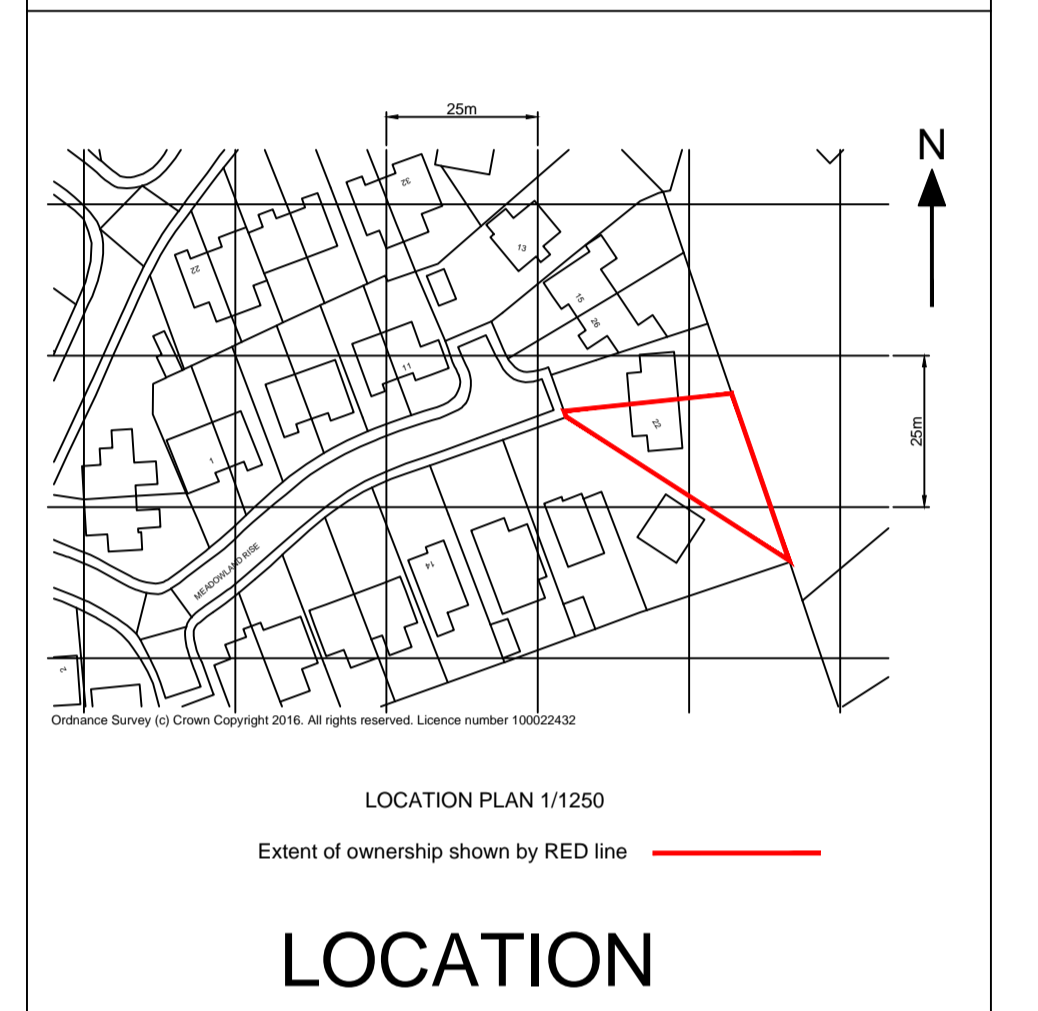 25m
N
32
22
13
15
26
11
25m
22
1
14
MEADOWLAND RISE
2
Ordnance Survey (c) Crown Copyright 2016. All rights reserved. Licence number 100022432
LOCATION PLAN 1/1250
Extent of ownership shown by RED line
LOCATION